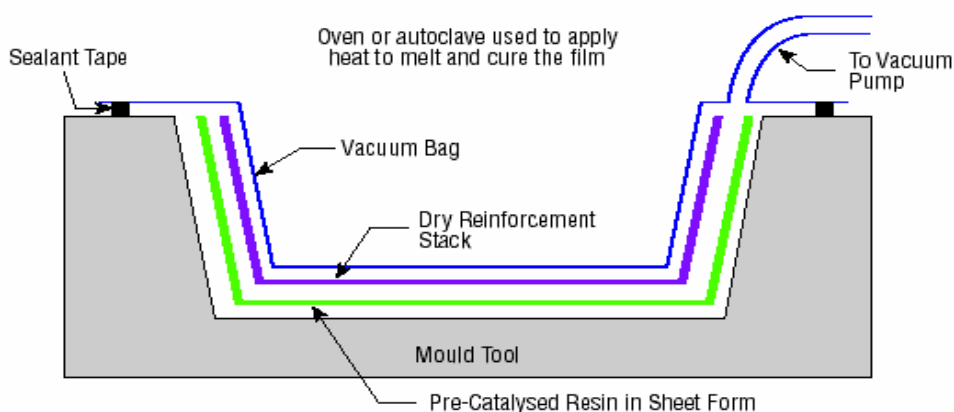 Oven or autoclave used to apply
heat to melt and cure the film
Sealant Tape
To Vacuum
Pump
Vacuum Bag
Dry Reinforcement
Stack
Mould Tool
Pre-Catalysed Resin in Sheet Form